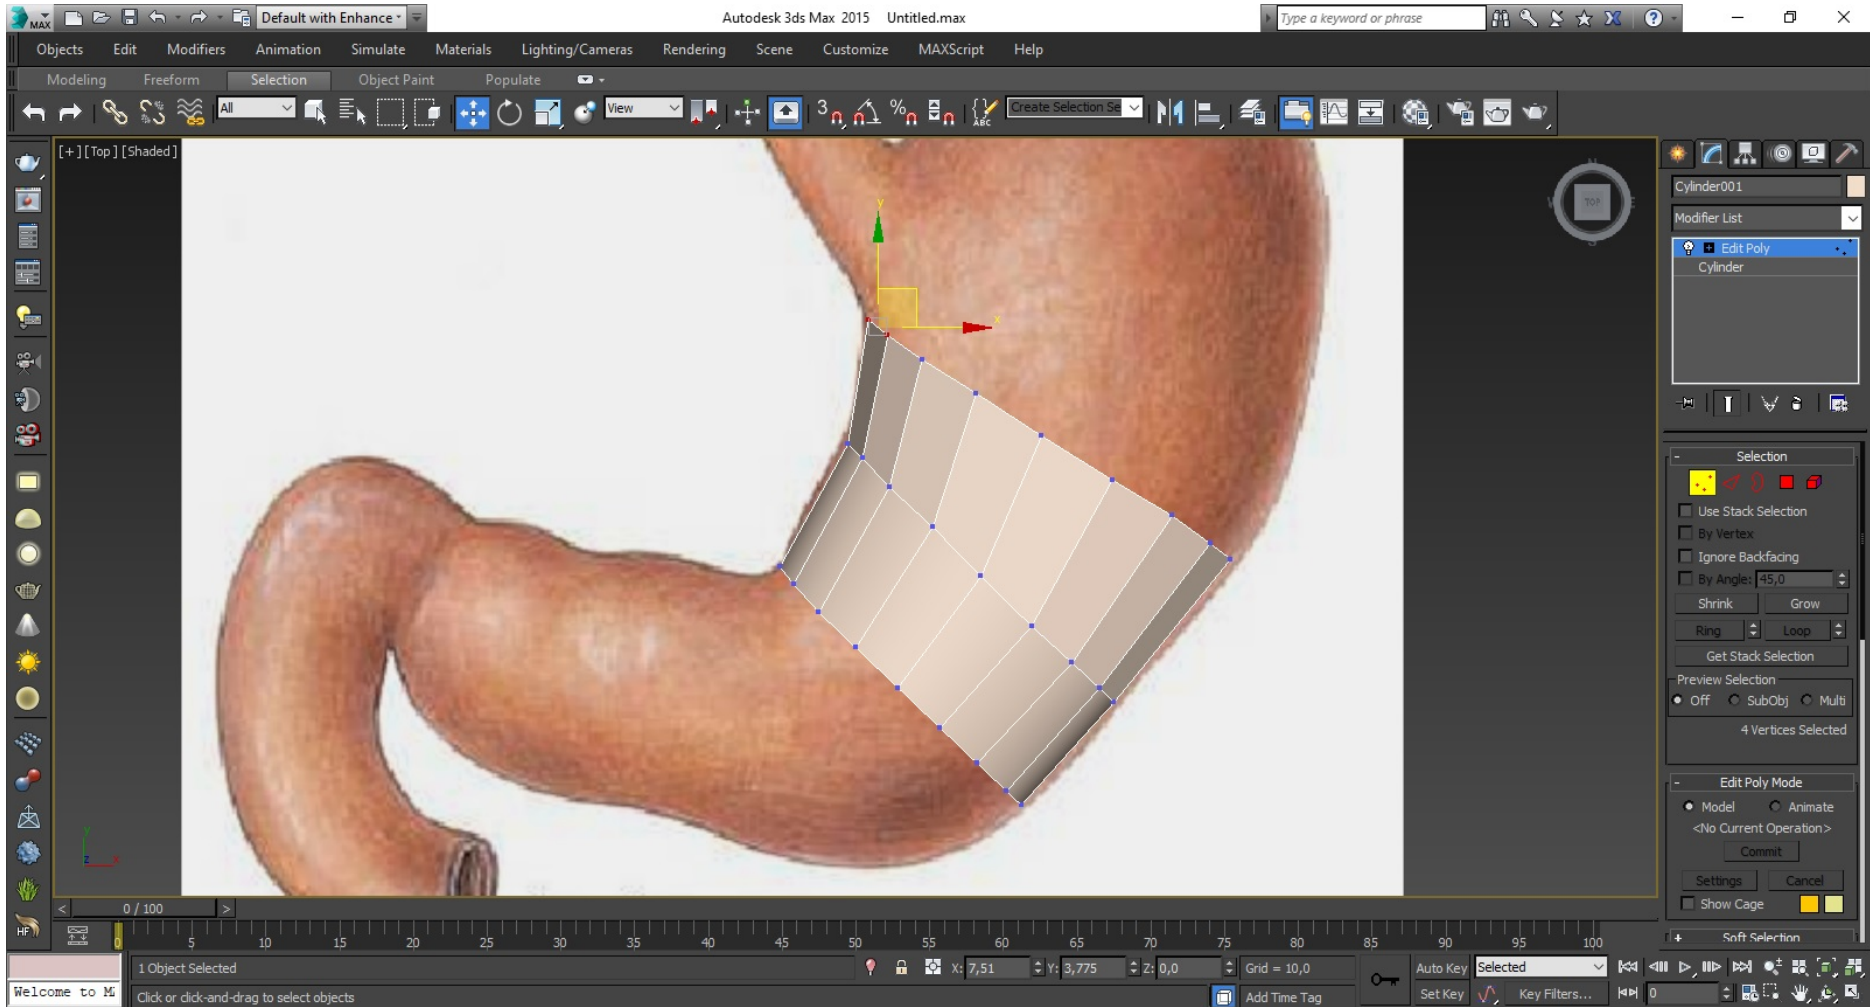 MAX
Default with Enhance
Autodesk 3ds Max 2015 Untitled.max
Type a keyword or phrase
Objects Edit Modifiers Animation Simulate Materials Lighting/Cameras Rendering Scene Customize MAXScript Help
Modeling Freeform Selection Object Paint Populate
All View 3 % ABC Create Selection Se
[+][Top][Shaded]
TOP
y
x
Cylinder001
Modifier List
Edit Poly
Cylinder
Selection
Use Stack Selection
By Vertex
Ignore Backfacing
By Angle: 45,0
Shrink Grow
Ring Loop
Get Stack Selection
Preview Selection
Off SubObj Multi
4 Vertices Selected
Edit Poly Mode
Model Animate
<No Current Operation>
Commit
Settings Cancel
Show Cage
Soft Selection
y
z x
HF
< 0 / 100 >
0 5 10 15 20 25 30 35 40 45 50 55 60 65 70 75 80 85 90 95 100
1 Object Selected X: 7,51 Y: 3,775 Z: 0,0 Grid = 10,0 Auto Key Selected
Welcome to M Click or click-and-drag to select objects Add Time Tag Set Key Key Filters... 0